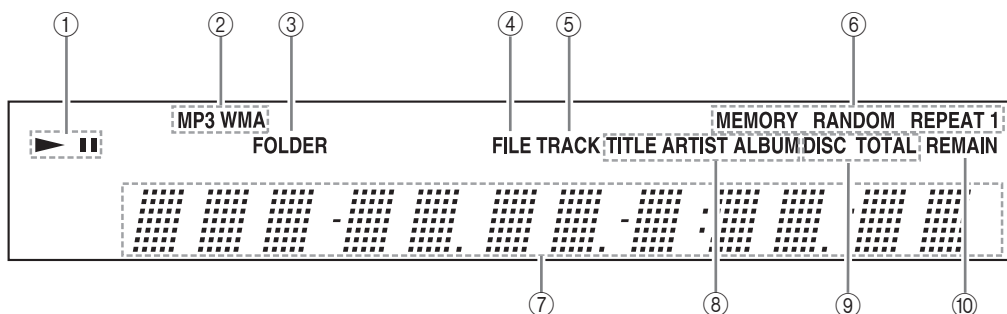 ① ② ③ ④ ⑤ ⑥
MP3 WMA MEMORY RANDOM REPEAT 1
FOLDER FILE TRACK TITLE ARTIST ALBUM DISC TOTAL REMAIN
⑦ ⑧ ⑨ ⑩